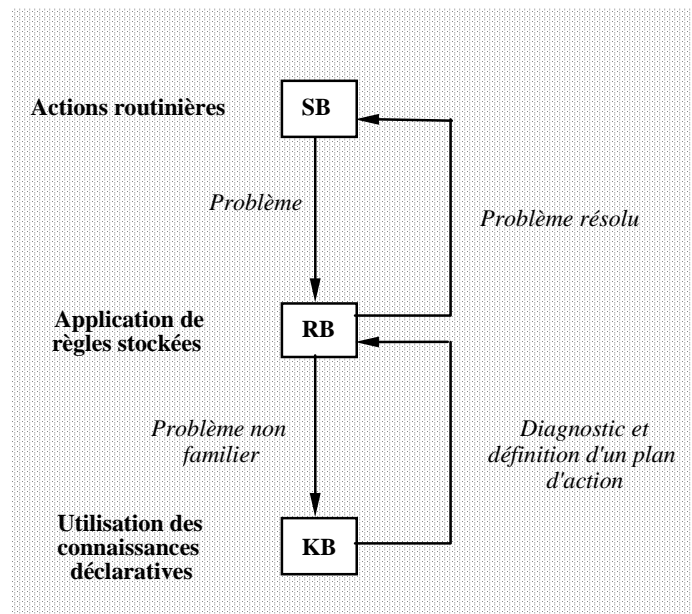 Actions routinières
SB
Problème
Problème résolu
Application de
règles stockées
RB
Problème non
familier
Diagnostic et
définition d'un plan
d'action
Utilisation des
connaissances
déclaratives
KB